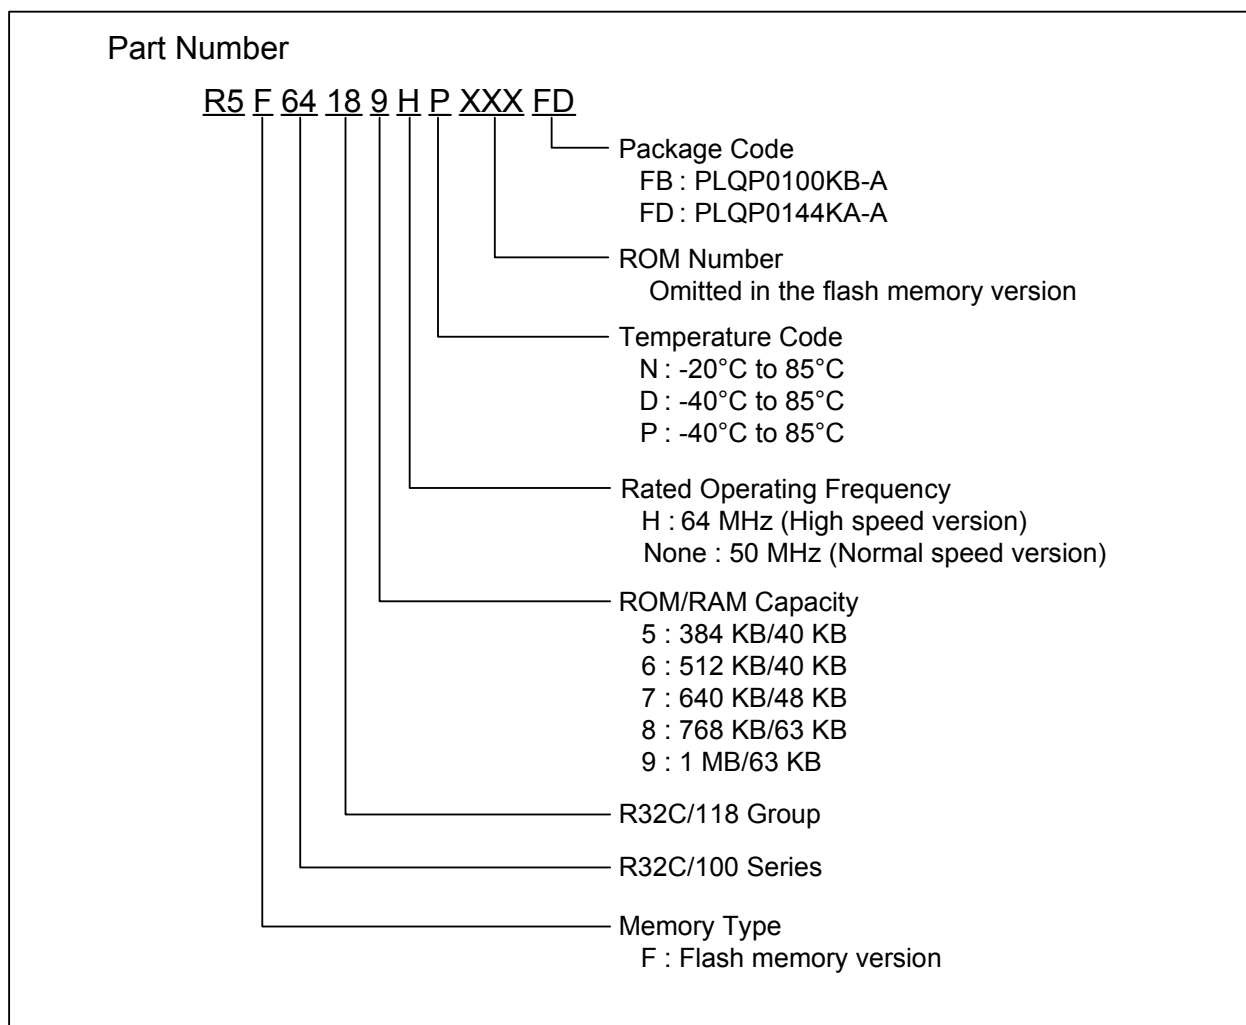 Part Number
R5 F 64 18 9 H P XXX FD
Package Code
FB : PLQP0100KB-A
FD : PLQP0144KA-A
ROM Number
Omitted in the flash memory version
Temperature Code
N : -20°C to 85°C
D : -40°C to 85°C
P : -40°C to 85°C
Rated Operating Frequency
H : 64 MHz (High speed version)
None : 50 MHz (Normal speed version)
ROM/RAM Capacity
5 : 384 KB/40 KB
6 : 512 KB/40 KB
7 : 640 KB/48 KB
8 : 768 KB/63 KB
9 : 1 MB/63 KB
R32C/118 Group
R32C/100 Series
Memory Type
F : Flash memory version